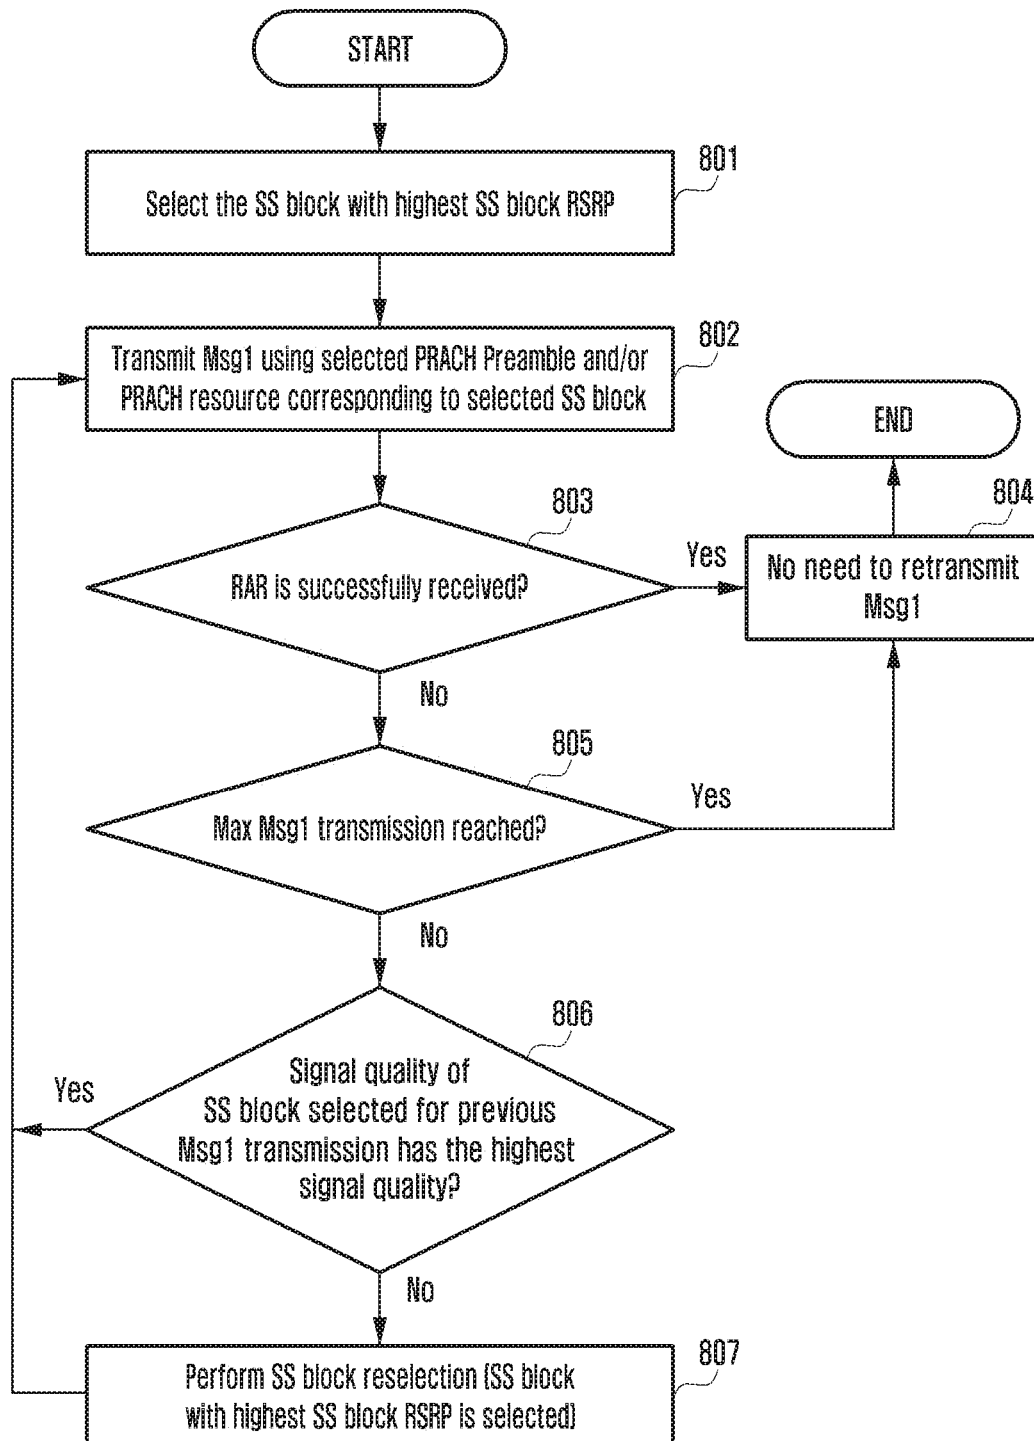 START
801
Select the SS block with highest SS block RSRP
802
Transmit Msg1 using selected PRACH Preamble and/or
PRACH resource corresponding to selected SS block
END
803
804
RAR is successfully received?
Yes
No need to retransmit
Msg1
No
805
Max Msg1 transmission reached?
Yes
No
806
Signal quality of
SS block selected for previous
Msg1 transmission has the highest
signal quality?
Yes
No
807
Perform SS block reselection (SS block
with highest SS block RSRP is selected)